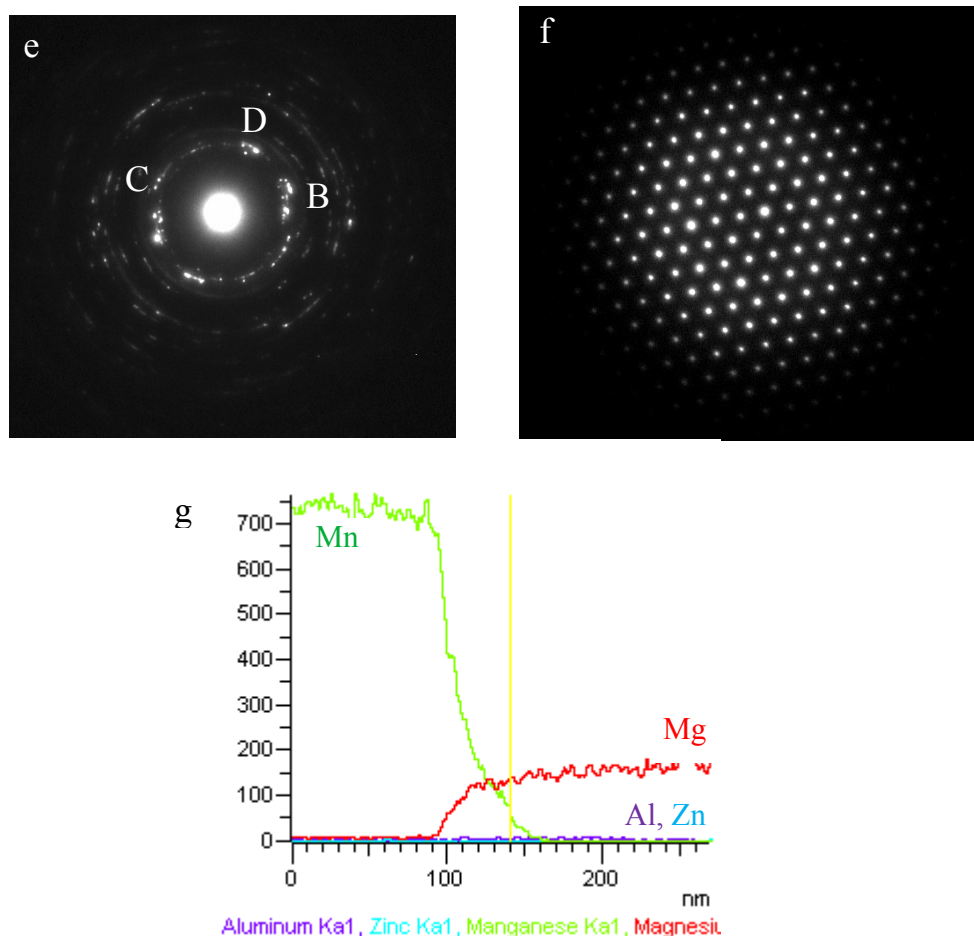 e
f
D
C
B
g
700
Mn
600
500
400
300
200
Mg
100
Al, Zn
0
0 100 200
nm
Aluminum Ka1, Zinc Ka1, Manganese Ka1, Magnesiu